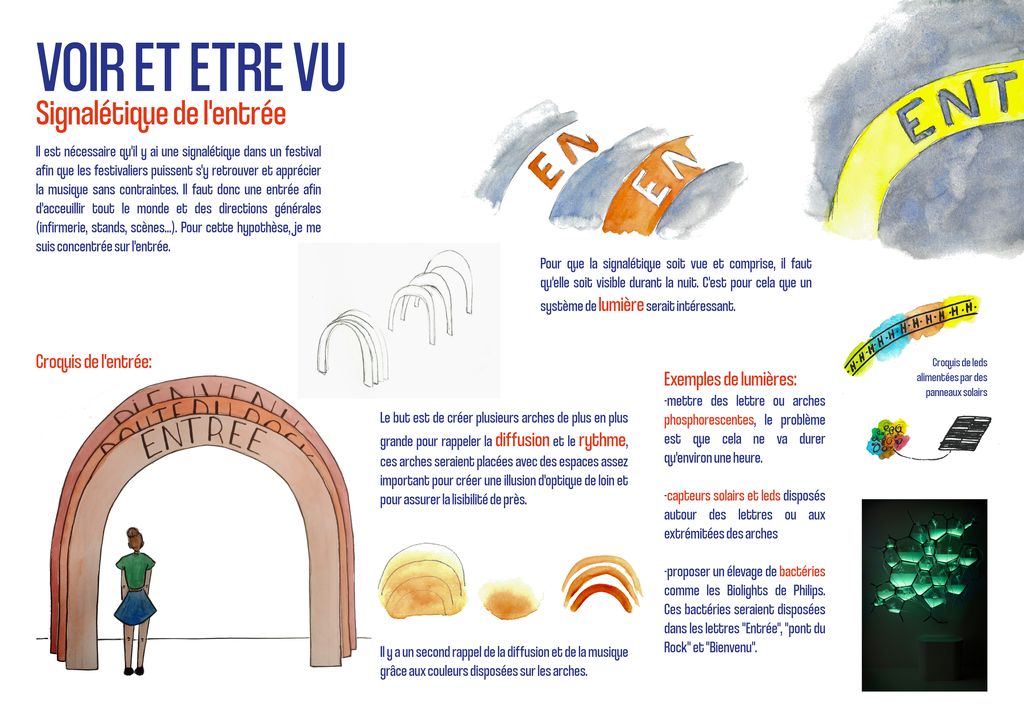 VOIR ET ETRE VU
Signalétique de l'entrée
Il est nécessaire qu'il y ai une signalétique dans un festival
afin que les festivaliers puissent s'y retrouver et apprécier
la musique sans contraintes. Il faut donc une entrée afin
d'acceuillir tout le monde et des directions générales
(infirmerie, stands, scènes...). Pour cette hypothèse, je me
suis concentrée sur l'entrée.
EN
EN
ENT
Pour que la signalétique soit vue et comprise, il faut
qu'elle soit visible durant la nuit. C'est pour cela que un
système de lumière serait intéressant.
Croquis de l'entrée:
BIENVENU
ROUTE DU ROCK
ENTREE
Le but est de créer plusieurs arches de plus en plus
grande pour rappeler la diffusion et le rythme,
ces arches seraient placées avec des espaces assez
important pour créer une illusion d'optique de loin et
pour assurer la lisibilité de près.
Il y a un second rappel de la diffusion et de la musique
grâce aux couleurs disposées sur les arches.
Exemples de lumières:
-mettre des lettre ou arches
phosphorescentes, le problème
est que cela ne va durer
qu'environ une heure.
-capteurs solairs et leds disposés
autour des lettres ou aux
extrémitées des arches
-proposer un élevage de bactéries
comme les Biolights de Philips.
Ces bactéries seraient disposées
dans les lettres "Entrée", "pont du
Rock" et "Bienvenu".
Croquis de leds
alimentées par des
panneaux solairs